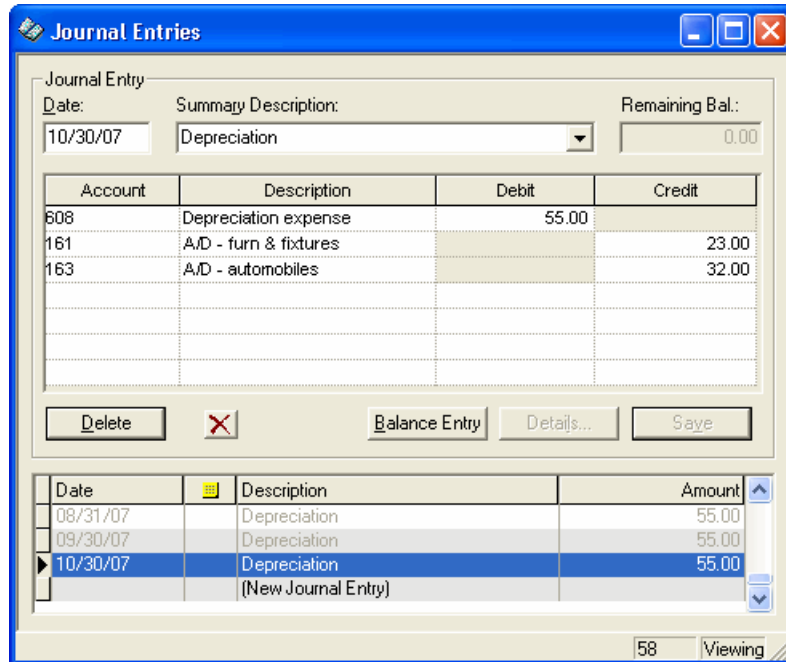 Journal Entries
Journal Entry
Date: Summary Description: Remaining Bal.:
10/30/07 Depreciation 0.00
Account Description Debit Credit
608 Depreciation expense 55.00
161 A/D - furn & fixtures 23.00
163 A/D - automobiles 32.00
Delete Balance Entry Details... Save
Date Description Amount
08/31/07 Depreciation 55.00
09/30/07 Depreciation 55.00
10/30/07 Depreciation 55.00
(New Journal Entry)
58 Viewing